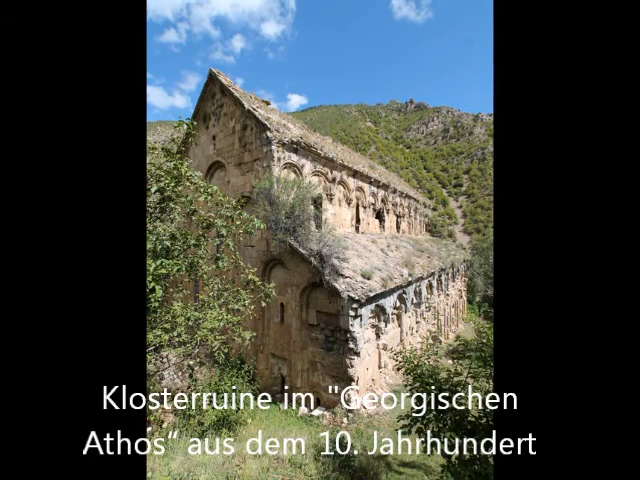 Klosterruine im "Georgischen
Athos“ aus dem 10. Jahrhundert